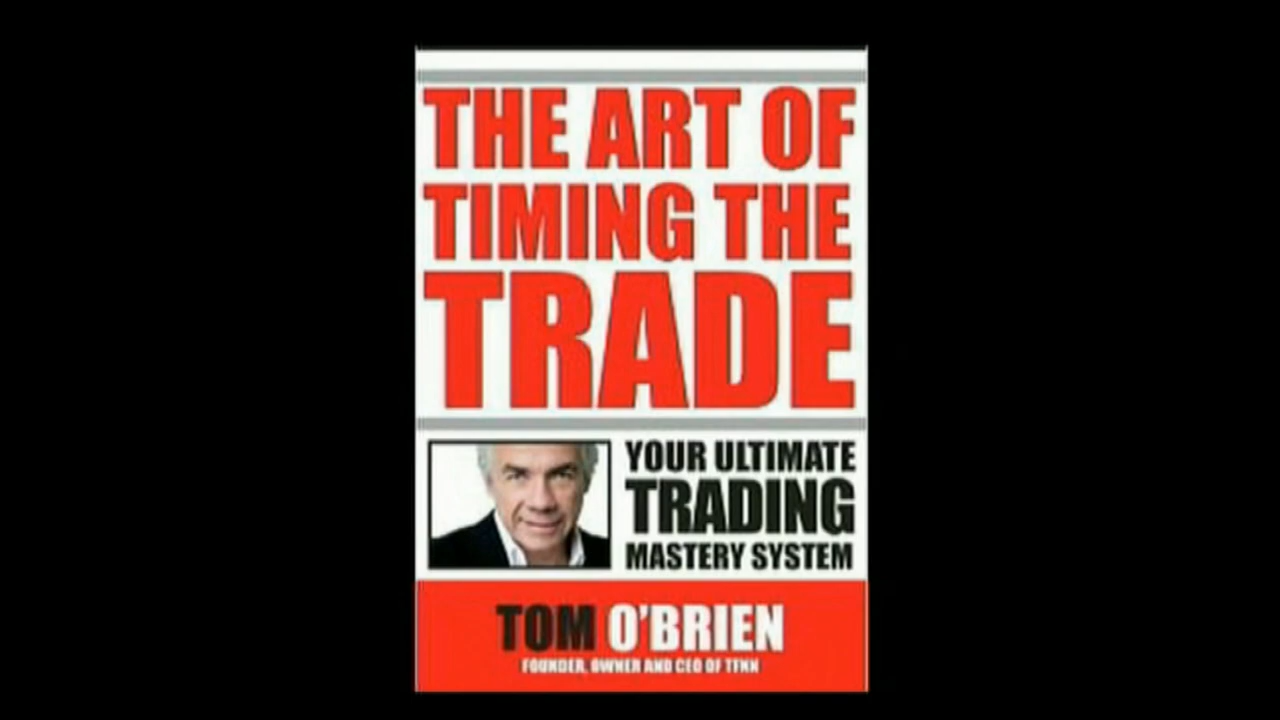 THE ART OF
TIMING THE
TRADE
YOUR ULTIMATE
TRADING
MASTERY SYSTEM
TOM O'BRIEN
FOUNDER, OWNER AND CEO OF TFNN